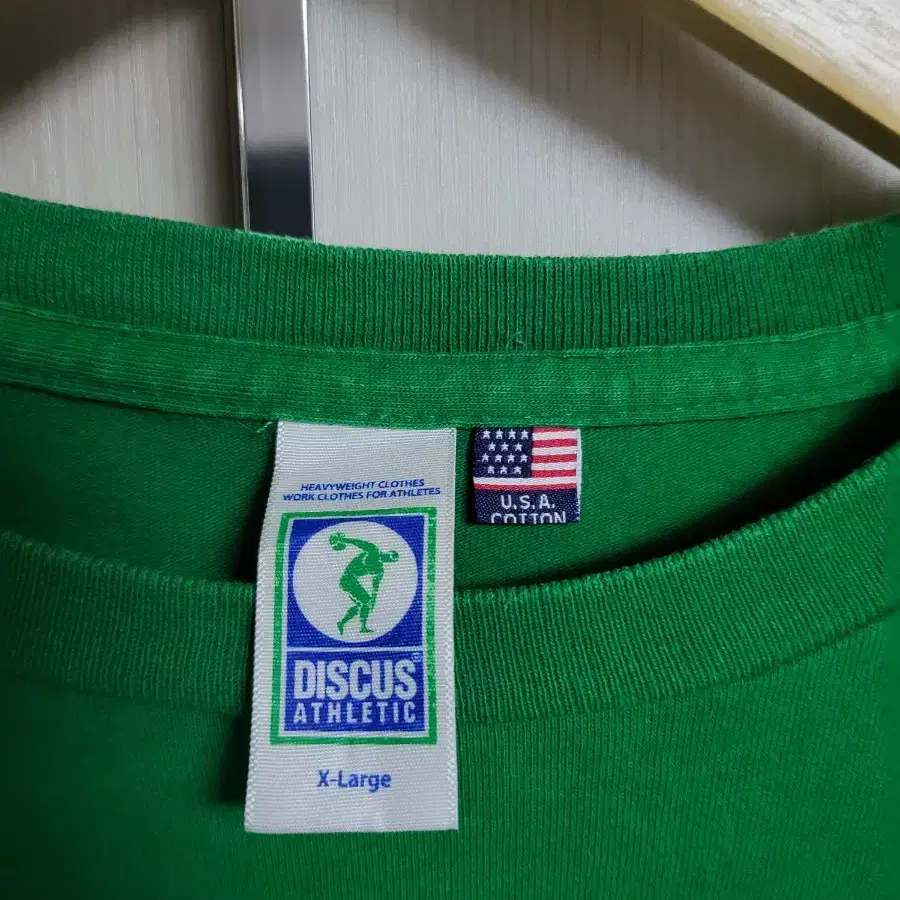 HEAVYWEIGHT CLOTHES
WORK CLOTHES FOR ATHLETES
DISCUS®
ATHLETIC
X-Large
U.S.A.
COTTON